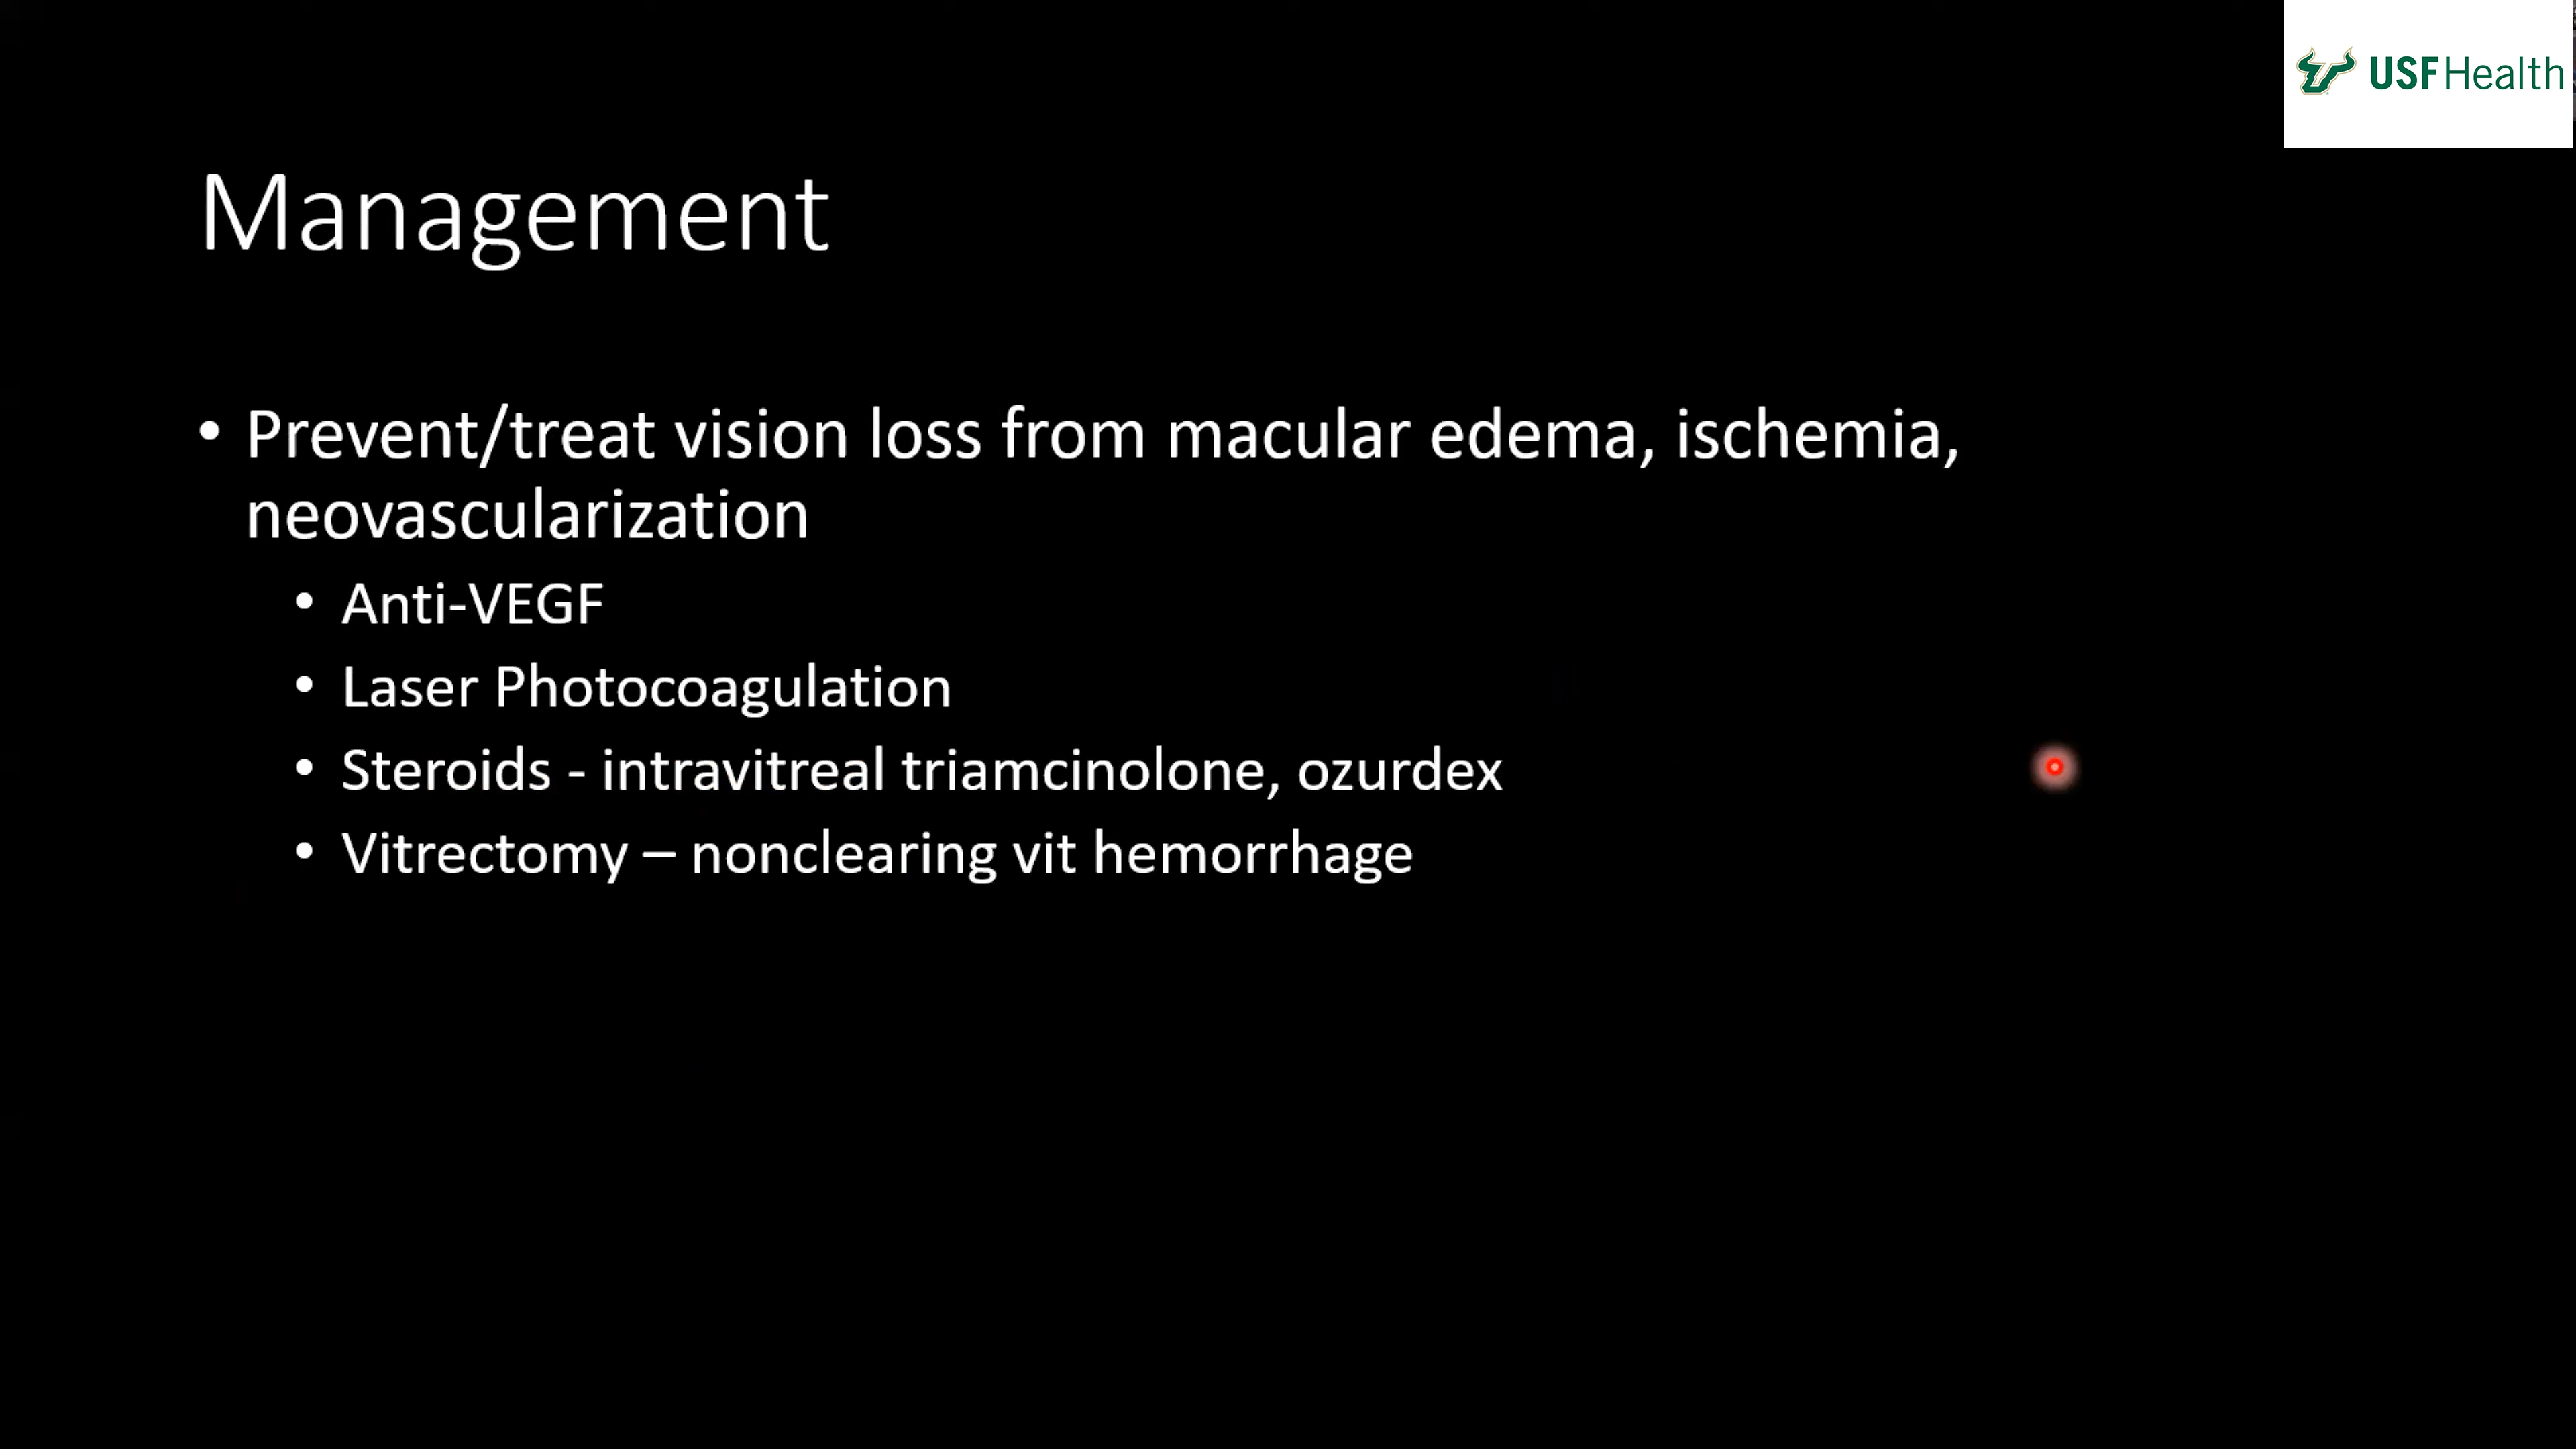 USF Health
Management
• Prevent/treat vision loss from macular edema, ischemia,
neovascularization
• Anti-VEGF
• Laser Photocoagulation
• Steroids - intravitreal triamcinolone, ozurdex
• Vitrectomy – nonclearing vit hemorrhage